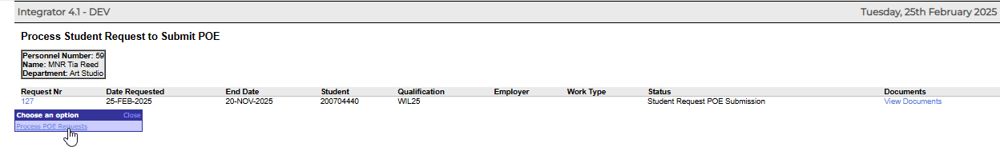 Integrator 4.1 - DEV Tuesday, 25th February 2025
Process Student Request to Submit POE
Personnel Number: 59
Name: MNR Tia Reed
Department: Art Studio
Request Nr Date Requested End Date Student Qualification Employer Work Type Status Documents
127 25-FEB-2025 20-NOV-2025 200704440 WIL25 Student Request POE Submission View Documents
Choose an option Close
Process POE Requests